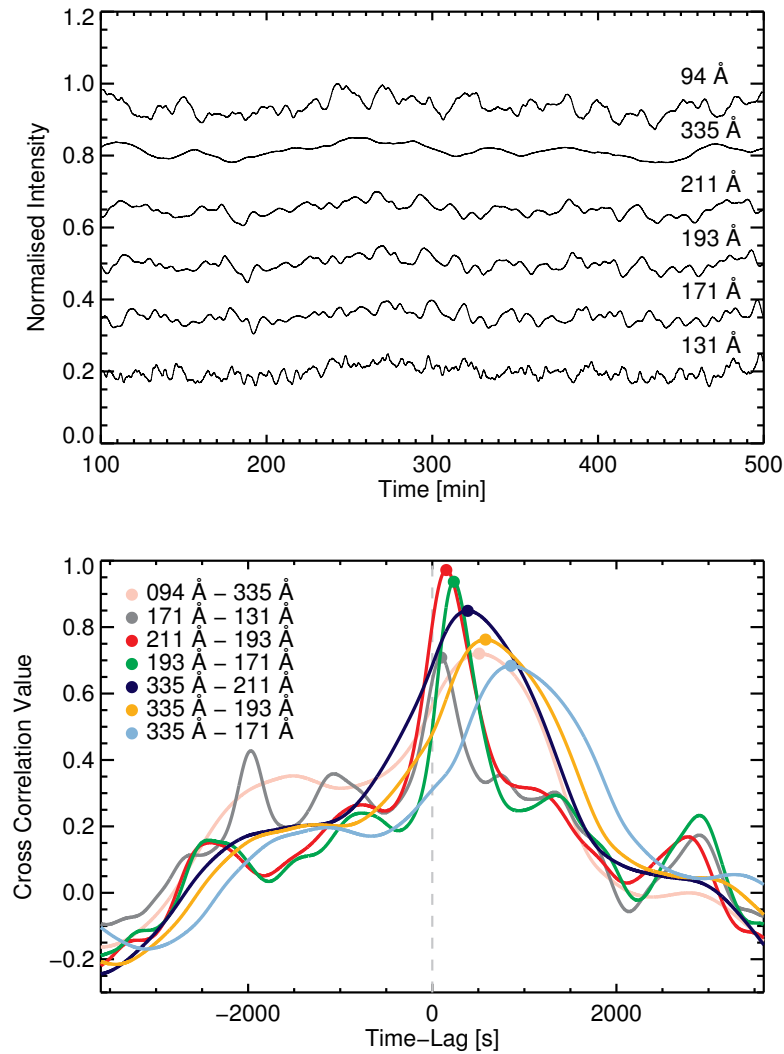 1.2
1.0
0.8
0.6
0.4
0.2
0.0
Normalised Intensity
94 Å
335 Å
211 Å
193 Å
171 Å
131 Å
100 200 300 400 500
Time [min]
1.0
0.8
0.6
0.4
0.2
0.0
−0.2
Cross Correlation Value
094 Å − 335 Å
171 Å − 131 Å
211 Å − 193 Å
193 Å − 171 Å
335 Å − 211 Å
335 Å − 193 Å
335 Å − 171 Å
−2000 0 2000
Time−Lag [s]